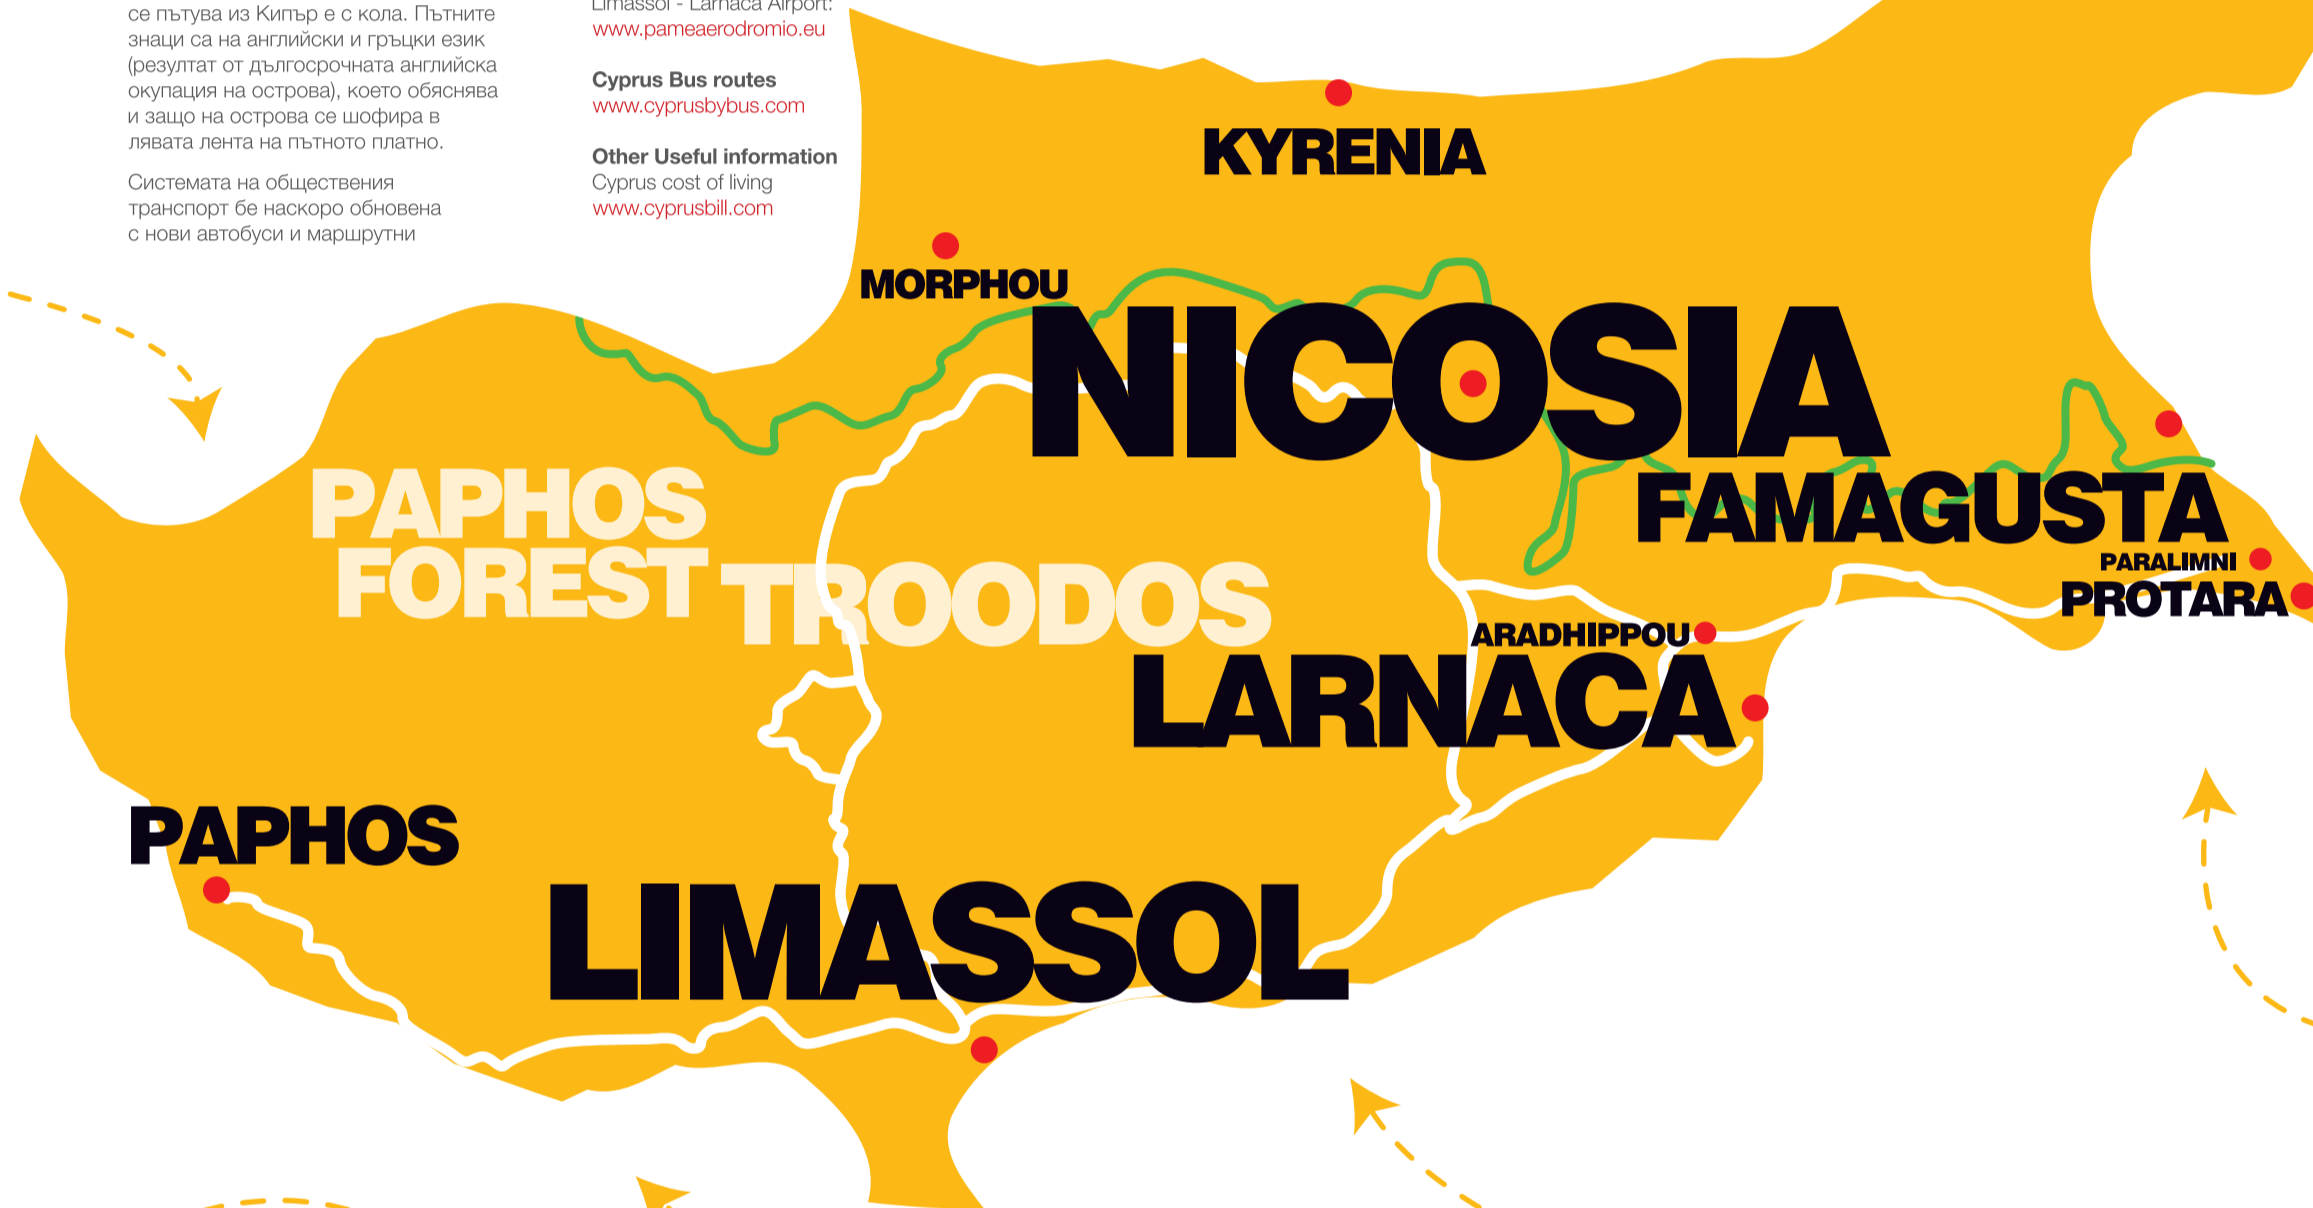 се пътува из Кипър е с кола. Пътните
знаци са на английски и гръцки език
(резултат от дългосрочната английска
окупация на острова), което обяснява
и защо на острова се шофира в
лявата лента на пътното платно.
Системата на обществения
транспорт бе наскоро обновена
с нови автобуси и маршрутни
Limassol - Larnaca Airport:
www.pameaerodromio.eu
Cyprus Bus routes
www.cyprusbybus.com
Other Useful information
Cyprus cost of living
www.cyprusbill.com
KYRENIA
MORPHOU
NICOSIA
FAMAGUSTA
PARALIMNI
PROTARA
PAPHOS
FOREST
TROODOS
ARADHIPPOU
LARNACA
PAPHOS
LIMASSOL